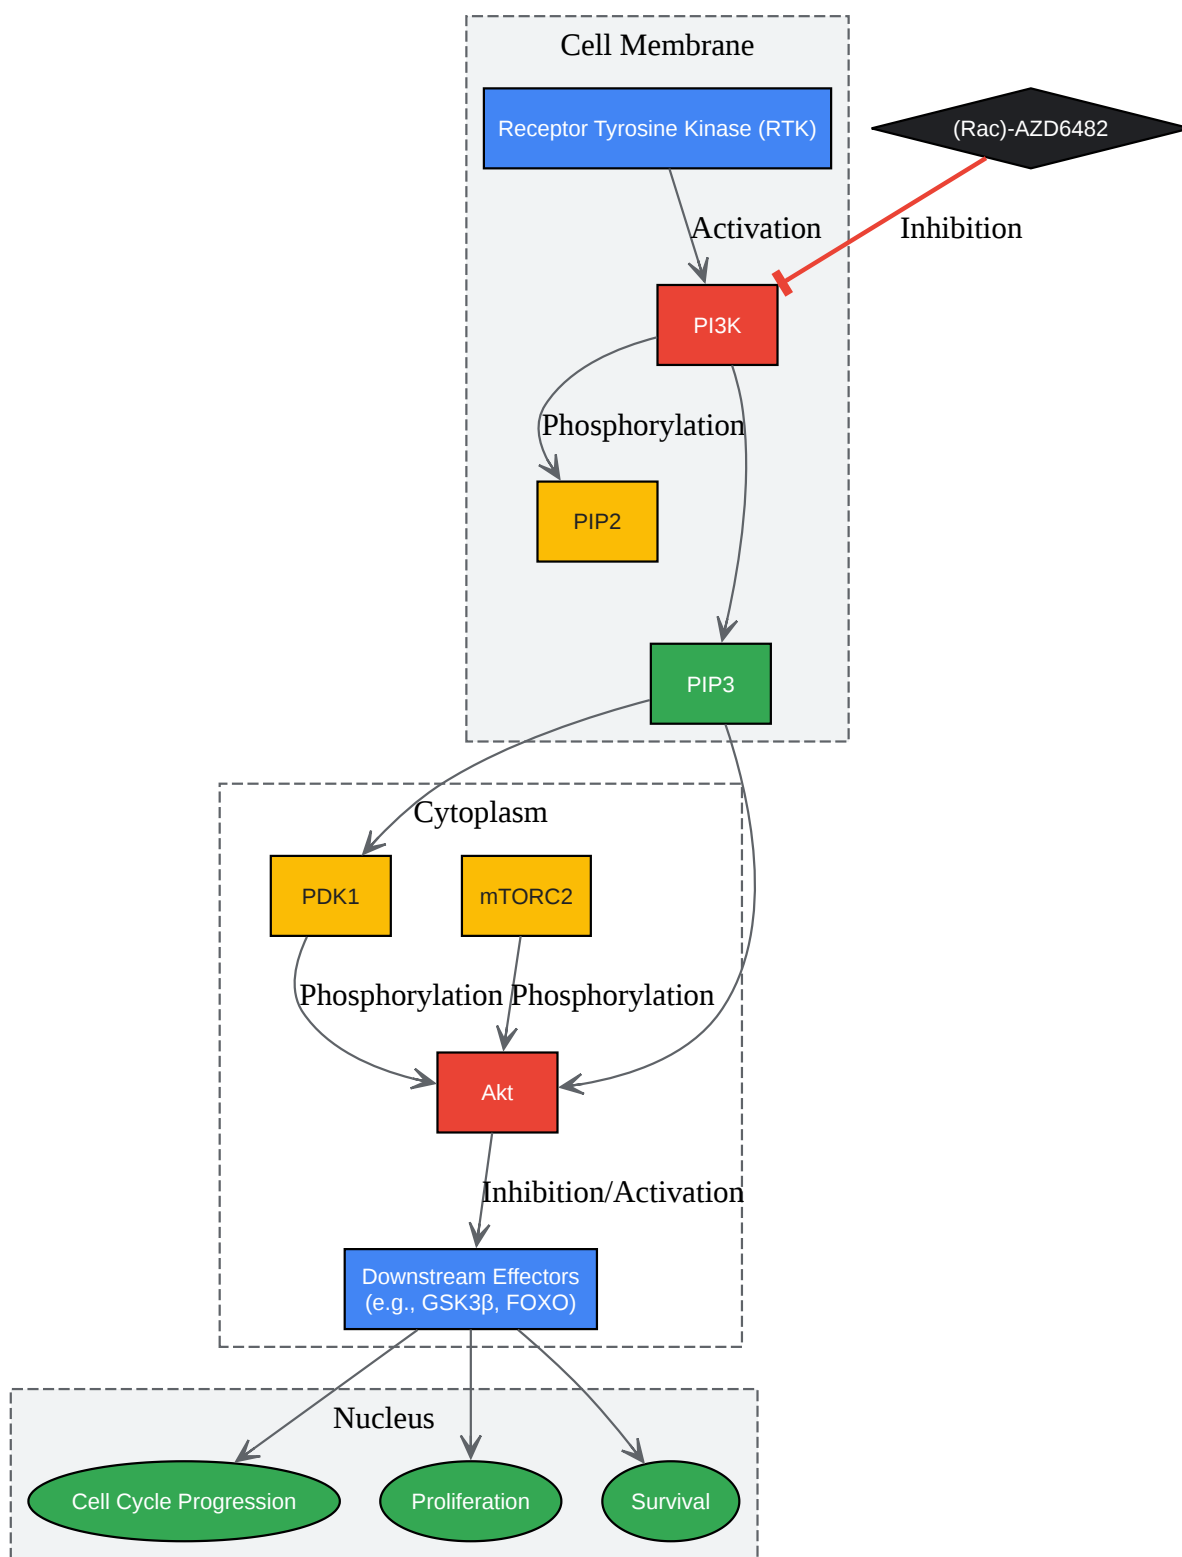 Cell Membrane
Receptor Tyrosine Kinase (RTK)
(Rac)-AZD6482
Activation
Inhibition
PI3K
Phosphorylation
PIP2
PIP3
Cytoplasm
PDK1
mTORC2
Phosphorylation
Phosphorylation
Akt
Inhibition/Activation
Downstream Effectors
(e.g., GSK3β, FOXO)
Nucleus
Cell Cycle Progression
Proliferation
Survival